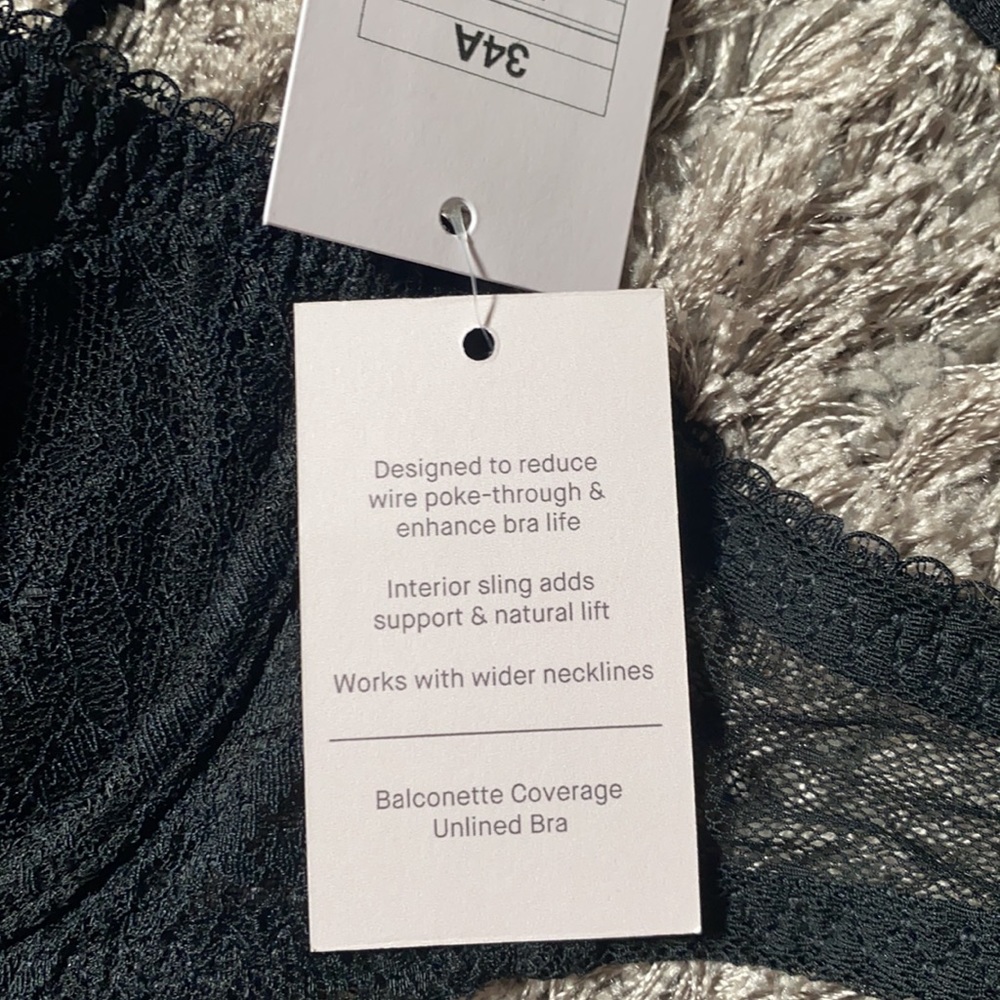 34A
Designed to reduce
wire poke-through &
enhance bra life
Interior sling adds
support & natural lift
Works with wider necklines
Balconette Coverage
Unlined Bra